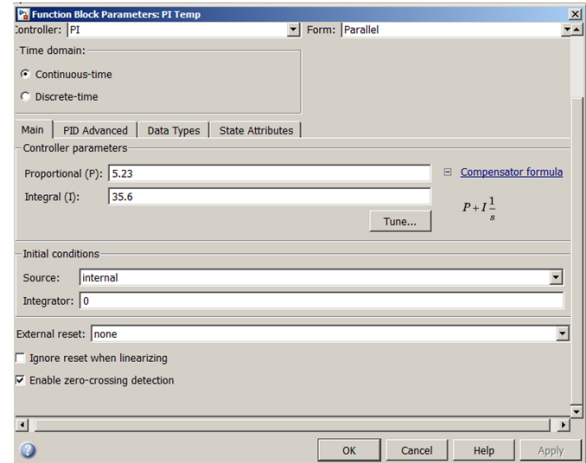 Function Block Parameters: PI Temp
Controller: PI Form: Parallel
Time domain:
Continuous-time
Discrete-time
Main PID Advanced Data Types State Attributes
Controller parameters
Proportional (P): 5.23
Compensator formula
Integral (I): 35.6
P+I 1/s
Tune...
Initial conditions
Source: internal
Integrator: 0
External reset: none
Ignore reset when linearizing
Enable zero-crossing detection
OK Cancel Help Apply